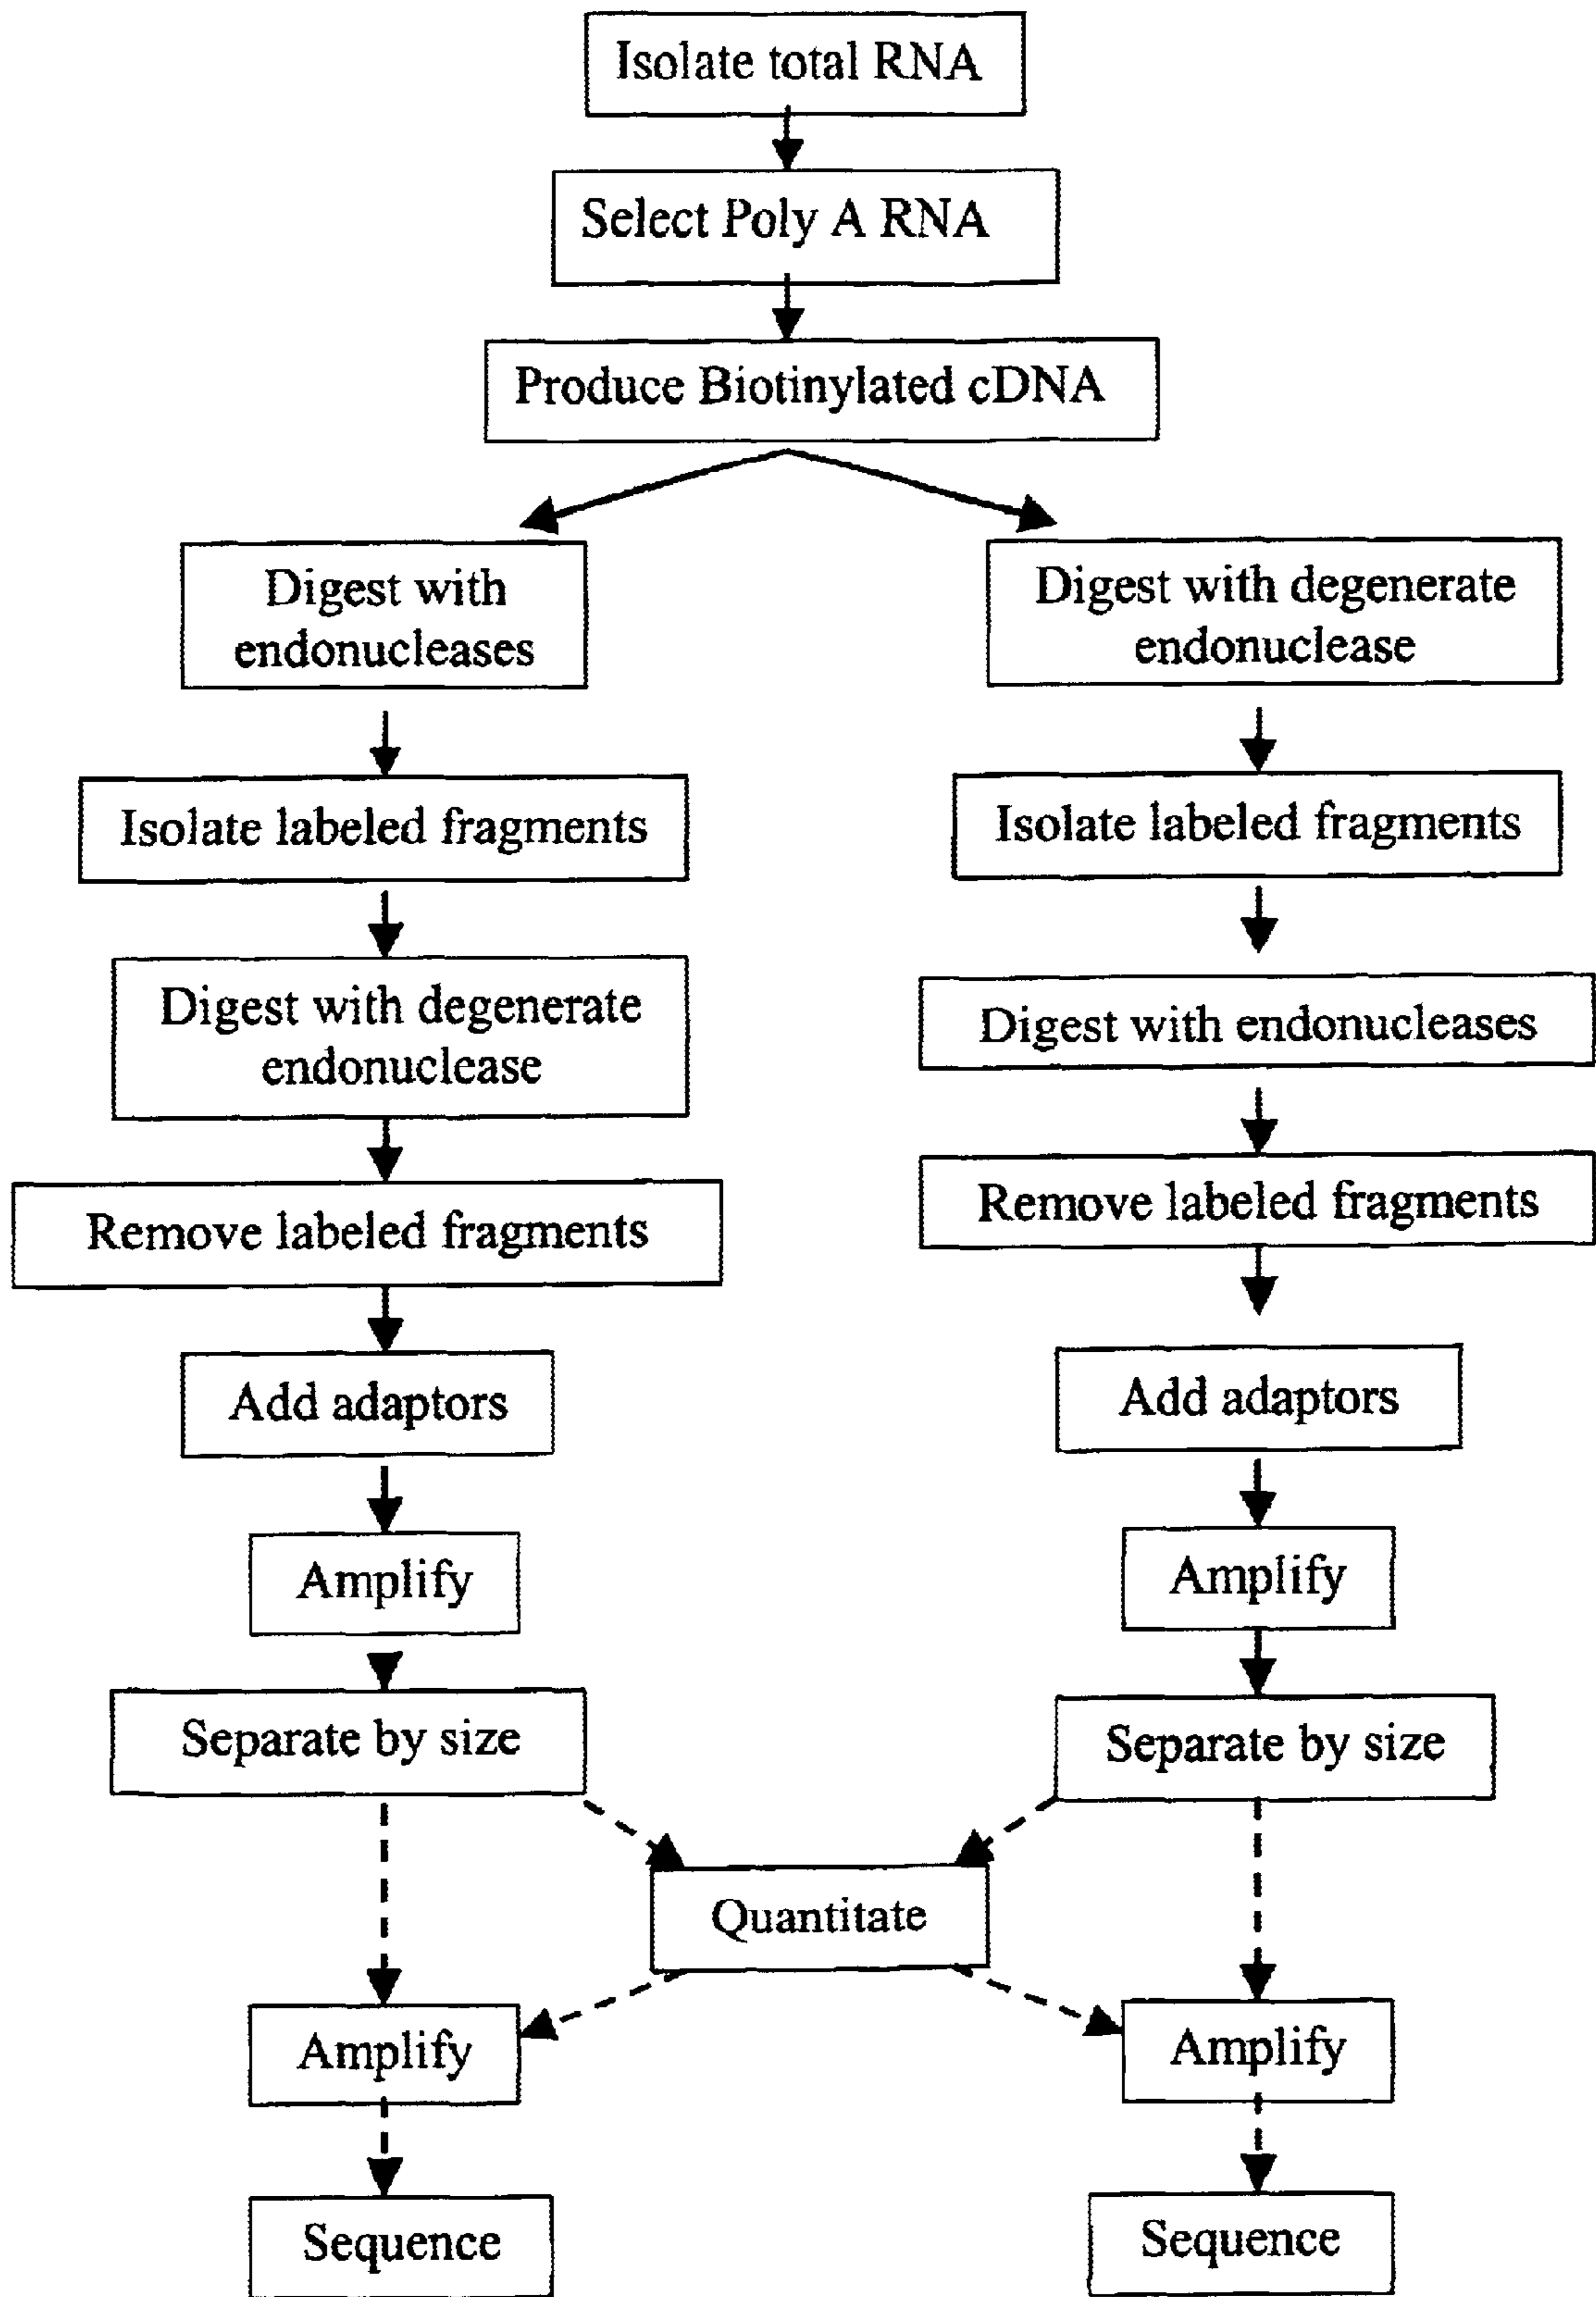 Isolate total RNA
Select Poly A RNA
Produce Biotinylated cDNA
Digest with
endonucleases
Isolate labeled fragments
Digest with degenerate
endonuclease
Remove labeled fragments
Add adaptors
Amplify
Separate by size
Digest with degenerate
endonuclease
Isolate labeled fragments
Digest with endonucleases
Remove labeled fragments
Add adaptors
Amplify
Separate by size
Quantitate
Amplify
Sequence
Amplify
Sequence